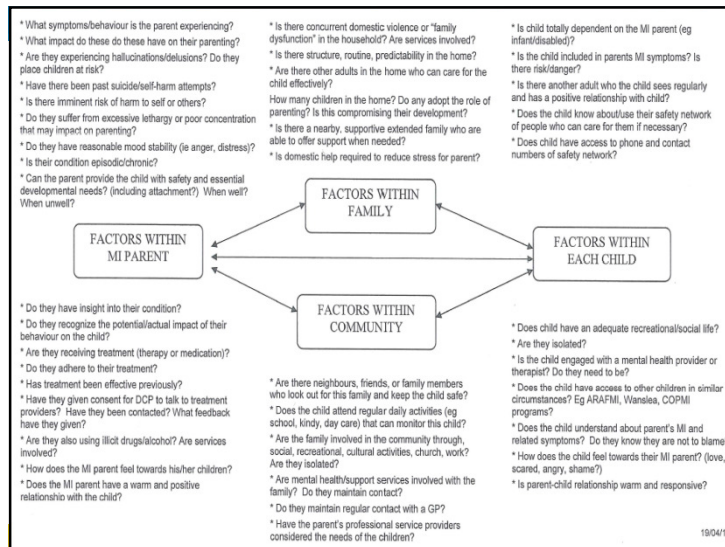 * What symptoms/behaviour is the parent experiencing?
* What impact do these do these have on their parenting?
* Are they experiencing hallucinations/delusions? Do they
place children at risk?
* Have there been past suicide/self-harm attempts?
* Is there imminent risk of harm to self or others?
* Do they suffer from excessive lethargy or poor concentration
that may impact on parenting?
* Do they have reasonable mood stability (ie anger, distress)?
* Is their condition episodic/chronic?
* Can the parent provide the child with safety and essential
developmental needs? (including attachment?) When well?
When unwell?
* Is there concurrent domestic violence or “family
dysfunction” in the household? Are services involved?
* Is there structure, routine, predictability in the home?
* Are there other adults in the home who can care for the
child effectively?
How many children in the home? Do any adopt the role of
parenting? Is this compromising their development?
* Is there a nearby, supportive extended family who are
able to offer support when needed?
* Is domestic help required to reduce stress for parent?
* Is child totally dependent on the MI parent (eg
infant/disabled)?
* Is the child included in parents MI symptoms? Is
there risk/danger?
* Is there another adult who the child sees regularly
and has a positive relationship with child?
* Does the child know about/use their safety network
of people who can care for them if necessary?
* Does child have access to phone and contact
numbers of safety network?
FACTORS WITHIN
FAMILY
FACTORS WITHIN
MI PARENT
FACTORS WITHIN
EACH CHILD
FACTORS WITHIN
COMMUNITY
* Do they have insight into their condition?
* Do they recognize the potential/actual impact of their
behaviour on the child?
* Are they receiving treatment (therapy or medication)?
* Do they adhere to their treatment?
* Has treatment been effective previously?
* Have they given consent for DCP to talk to treatment
providers? Have they been contacted? What feedback
have they given?
* Are they also using illicit drugs/alcohol? Are services
involved?
* How does the MI parent feel towards his/her children?
* Does the MI parent have a warm and positive
relationship with the child?
* Are there neighbours, friends, or family members
who look out for this family and keep the child safe?
* Does the child attend regular daily activities (eg
school, kindy, day care) that can monitor this child?
* Are the family involved in the community through,
social, recreational, cultural activities, church, work?
Are they isolated?
* Are mental health/support services involved with the
family? Do they maintain contact?
* Do they maintain regular contact with a GP?
* Have the parent's professional service providers
considered the needs of the children?
* Does child have an adequate recreational/social life?
* Are they isolated?
* Is the child engaged with a mental health provider or
therapist? Do they need to be?
* Does the child have access to other children in similar
circumstances? Eg ARAFMI, Wanslea, COPMI
programs?
* Does the child understand about parent's MI and
related symptoms? Do they know they are not to blame
* How does the child feel towards their MI parent? (love,
scared, angry, shame?)
* Is parent-child relationship warm and responsive?
19/04/1